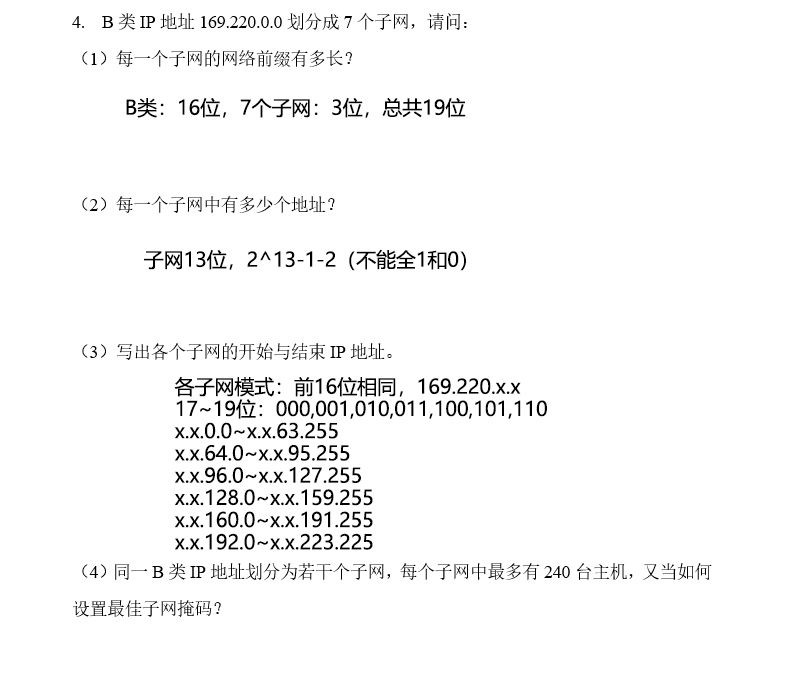 4. B 类 IP 地址 169.220.0.0 划分成 7 个子网，请问：
（1）每一个子网的网络前缀有多长？
B类：16位，7个子网：3位，总共19位
（2）每一个子网中有多少个地址？
子网13位，2^13-1-2（不能全1和0）
（3）写出各个子网的开始与结束 IP 地址。
各子网模式：前16位相同，169.220.x.x
17~19位：000,001,010,011,100,101,110
x.x.0.0~x.x.63.255
x.x.64.0~x.x.95.255
x.x.96.0~x.x.127.255
x.x.128.0~x.x.159.255
x.x.160.0~x.x.191.255
x.x.192.0~x.x.223.225
（4）同一 B 类 IP 地址划分为若干个子网，每个子网中最多有 240 台主机，又当如何
设置最佳子网掩码？